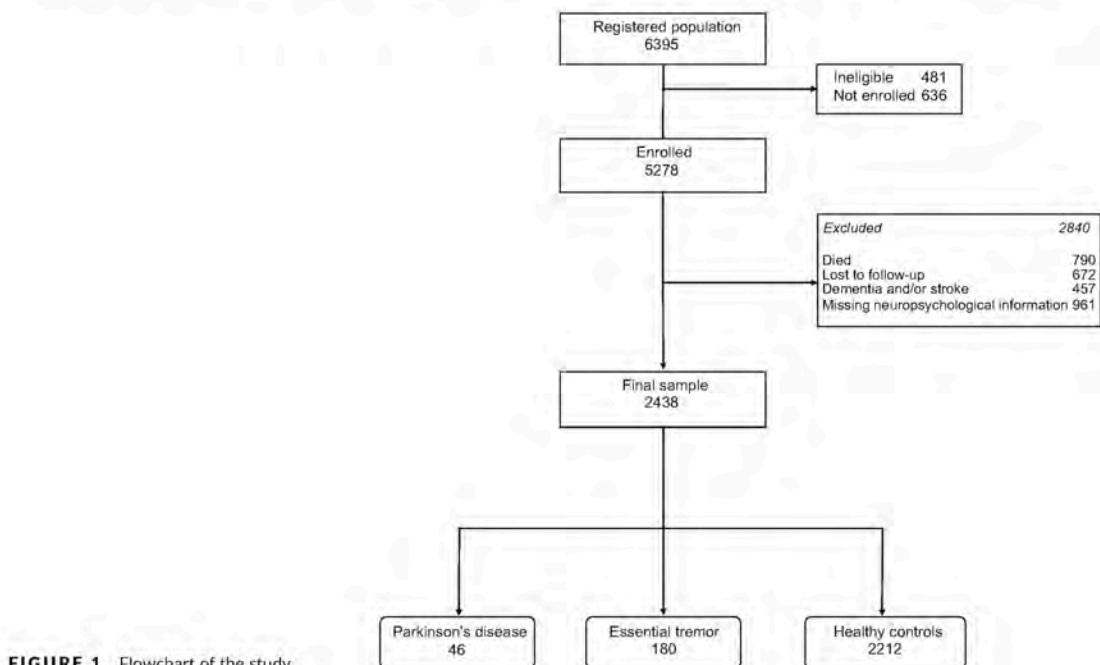 Registered population
6395
Ineligible 481
Not enrolled 636
Enrolled
5278
Excluded 2840
Died 790
Lost to follow-up 672
Dementia and/or stroke 457
Missing neuropsychological information 961
Final sample
2438
Parkinson's disease
46
Essential tremor
180
Healthy controls
2212
FIGURE 1 Flowchart of the study